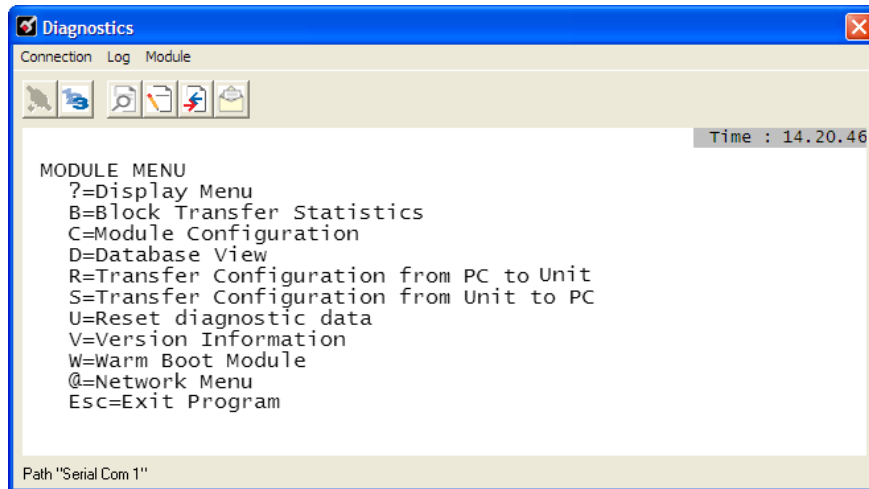 Diagnostics
Connection Log Module
Time : 14.20.46
MODULE MENU
?=Display Menu
B=Block Transfer Statistics
C=Module Configuration
D=Database View
R=Transfer Configuration from PC to Unit
S=Transfer Configuration from Unit to PC
U=Reset diagnostic data
V=Version Information
W=Warm Boot Module
@=Network Menu
Esc=Exit Program
Path "Serial Com 1"